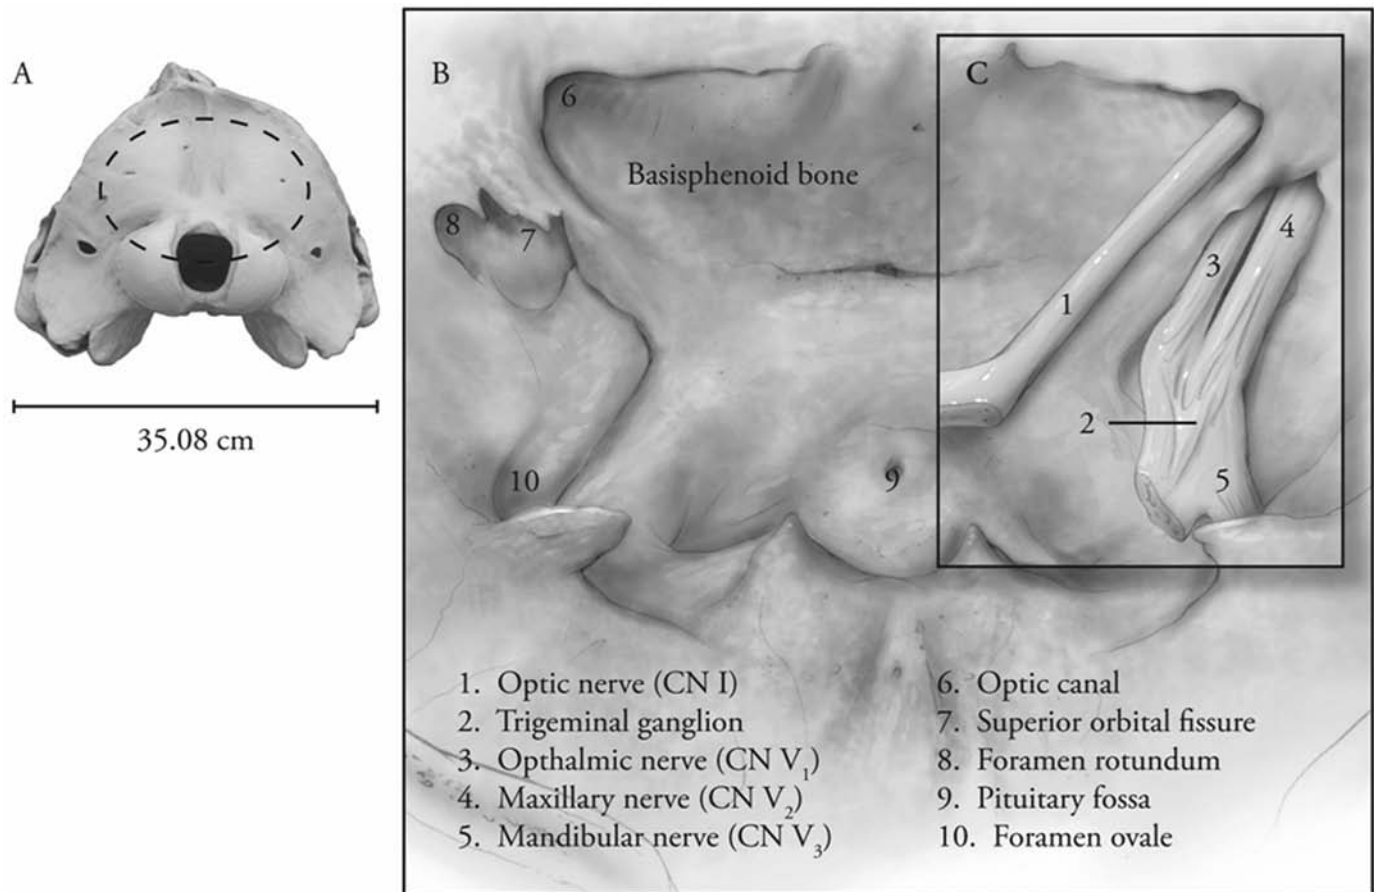 A
35.08 cm
B
C
6
Basisphenoid bone
8
7
4
3
1
2
10
9
5
1. Optic nerve (CN I)
2. Trigeminal ganglion
3. Opthalmic nerve (CN V₁)
4. Maxillary nerve (CN V₂)
5. Mandibular nerve (CN V₃)
6. Optic canal
7. Superior orbital fissure
8. Foramen rotundum
9. Pituitary fossa
10. Foramen ovale